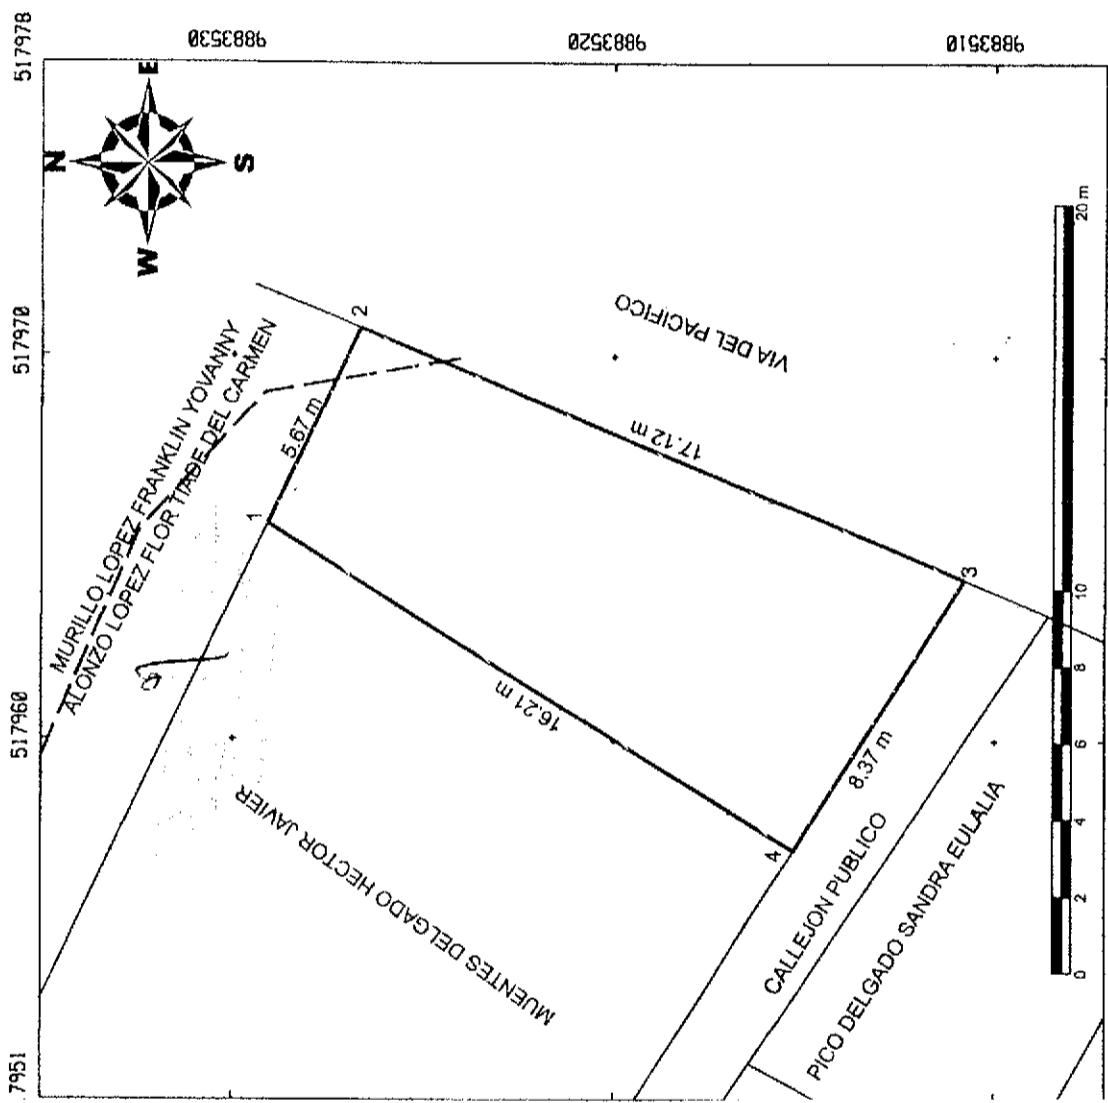 517978
9883530
9883520
9883510
517970
517960
7951
N
E
S
W
MURILLO LOPEZ FRANKLIN YOVANNY
ALONZO LOPEZ FLOR TIADE DEL CARMEN
1
2
3
4
5.67 m
17.12 m
16.21 m
8.37 m
VIA DEL PACIFICO
MUENTES DELGADO HECTOR JAVIER
CALLEJON PUBLICO
PICO DELGADO SANDRA EULALIA
0 2 4 6 8 10 20 m